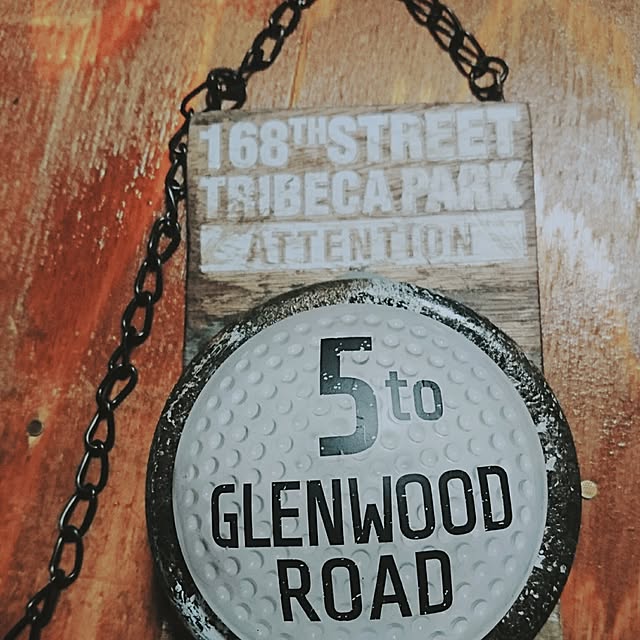 168TH STREET
TRIBECA PARK
ATTENTION
5 to
GLENWOOD
ROAD